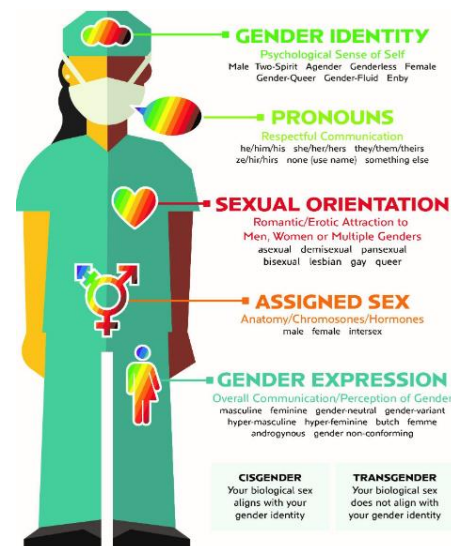 GENDER IDENTITY
Psychological Sense of Self
Male Two-Spirit Agender Genderless Female
Gender-Queer Gender-Fluid Enby
PRONOUNS
Respectful Communication
he/him/his she/her/hers they/them/theirs
ze/hir/hirs none (use name) something else
SEXUAL ORIENTATION
Romantic/Erotic Attraction to
Men, Women or Multiple Genders
asexual demisexual pansexual
bisexual lesbian gay queer
ASSIGNED SEX
Anatomy/Chromosones/Hormones
male female intersex
GENDER EXPRESSION
Overall Communication/Perception of Gender
masculine feminine gender-neutral gender-variant
hyper-masculine hyper-feminine butch femme
androgynous gender non-conforming
CISGENDER
Your biological sex
aligns with your
gender identity
TRANSGENDER
Your biological sex
does not align with
your gender identity